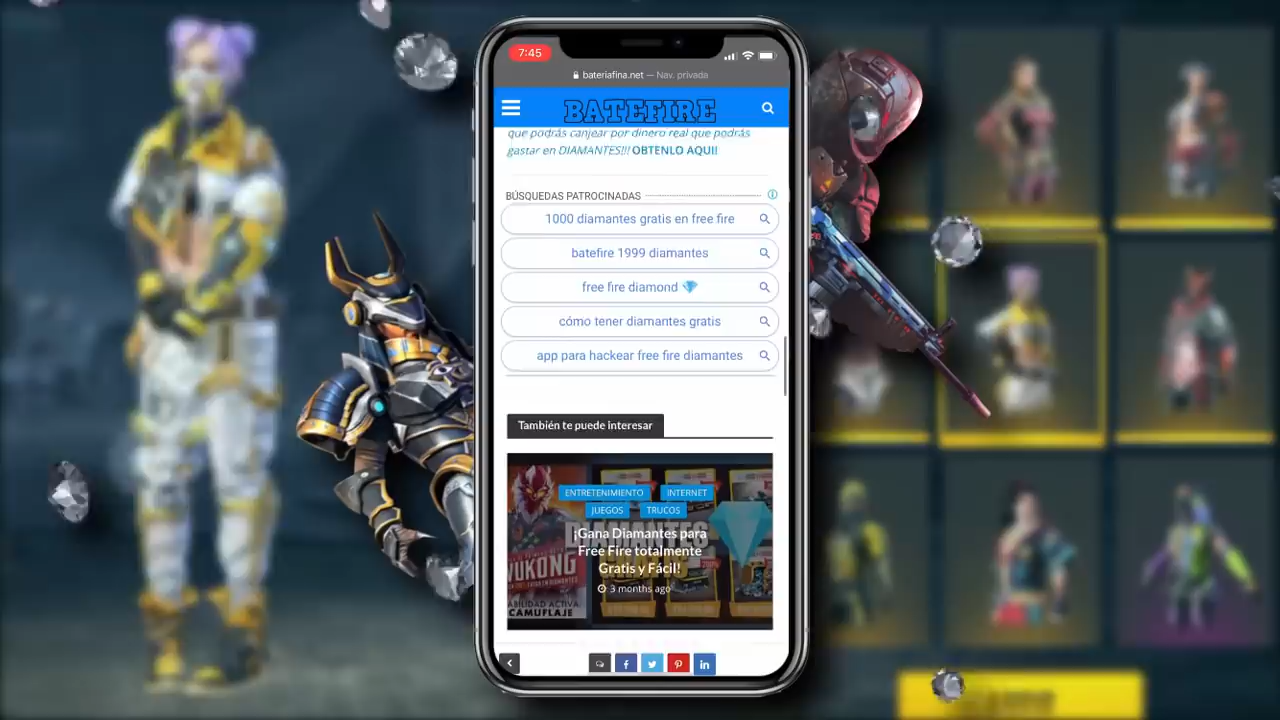 7:45
bateriafina.net — Nav. privada
BATEFIRE
que podrás canjear por dinero real que podrás
gastar en DIAMANTES!!! OBTENLO AQUI!
BÚSQUEDAS PATROCINADAS
1000 diamantes gratis en free fire
batefire 1999 diamantes
free fire diamond 💎
cómo tener diamantes gratis
app para hackear free fire diamantes
También te puede interesar
ENTRETENIMIENTO INTERNET
JUEGOS TRUCOS
DIAMANTES
¡Gana Diamantes para
Free Fire totalmente
Gratis y Fácil!
WUKONG
3 months ago
CAMUFLAJE